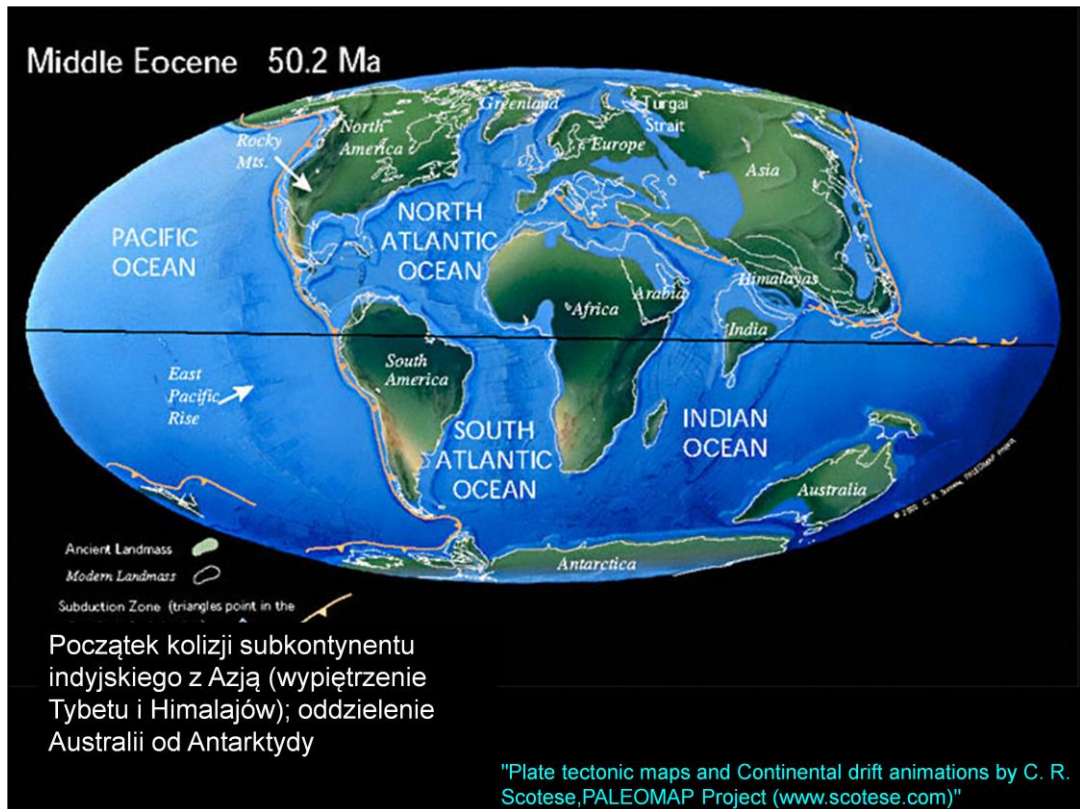 Middle Eocene 50.2 Ma
Greenland
Turgai
Strait
North
America
Rocky
Mts.
Europe
Asia
NORTH
ATLANTIC
OCEAN
PACIFIC
OCEAN
Himalayas
Arabia
Africa
India
South
America
East
Pacific
Rise
SOUTH
ATLANTIC
OCEAN
INDIAN
OCEAN
Australia
Antarctica
Ancient Landmass
Modern Landmass
Subduction Zone (triangles point in the
Początek kolizji subkontynentu
indyjskiego z Azją (wypiętrzenie
Tybetu i Himalajów); oddzielenie
Australii od Antarktydy
"Plate tectonic maps and Continental drift animations by C. R.
Scotese,PALEOMAP Project (www.scotese.com)"